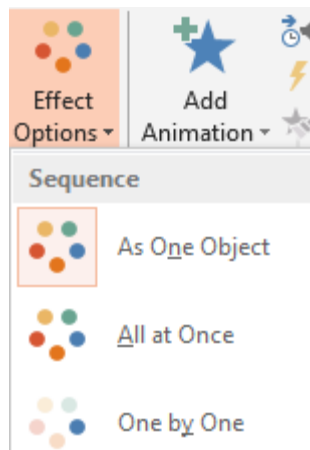 Effect
Options
Add
Animation
Sequence
As One Object
All at Once
One by One